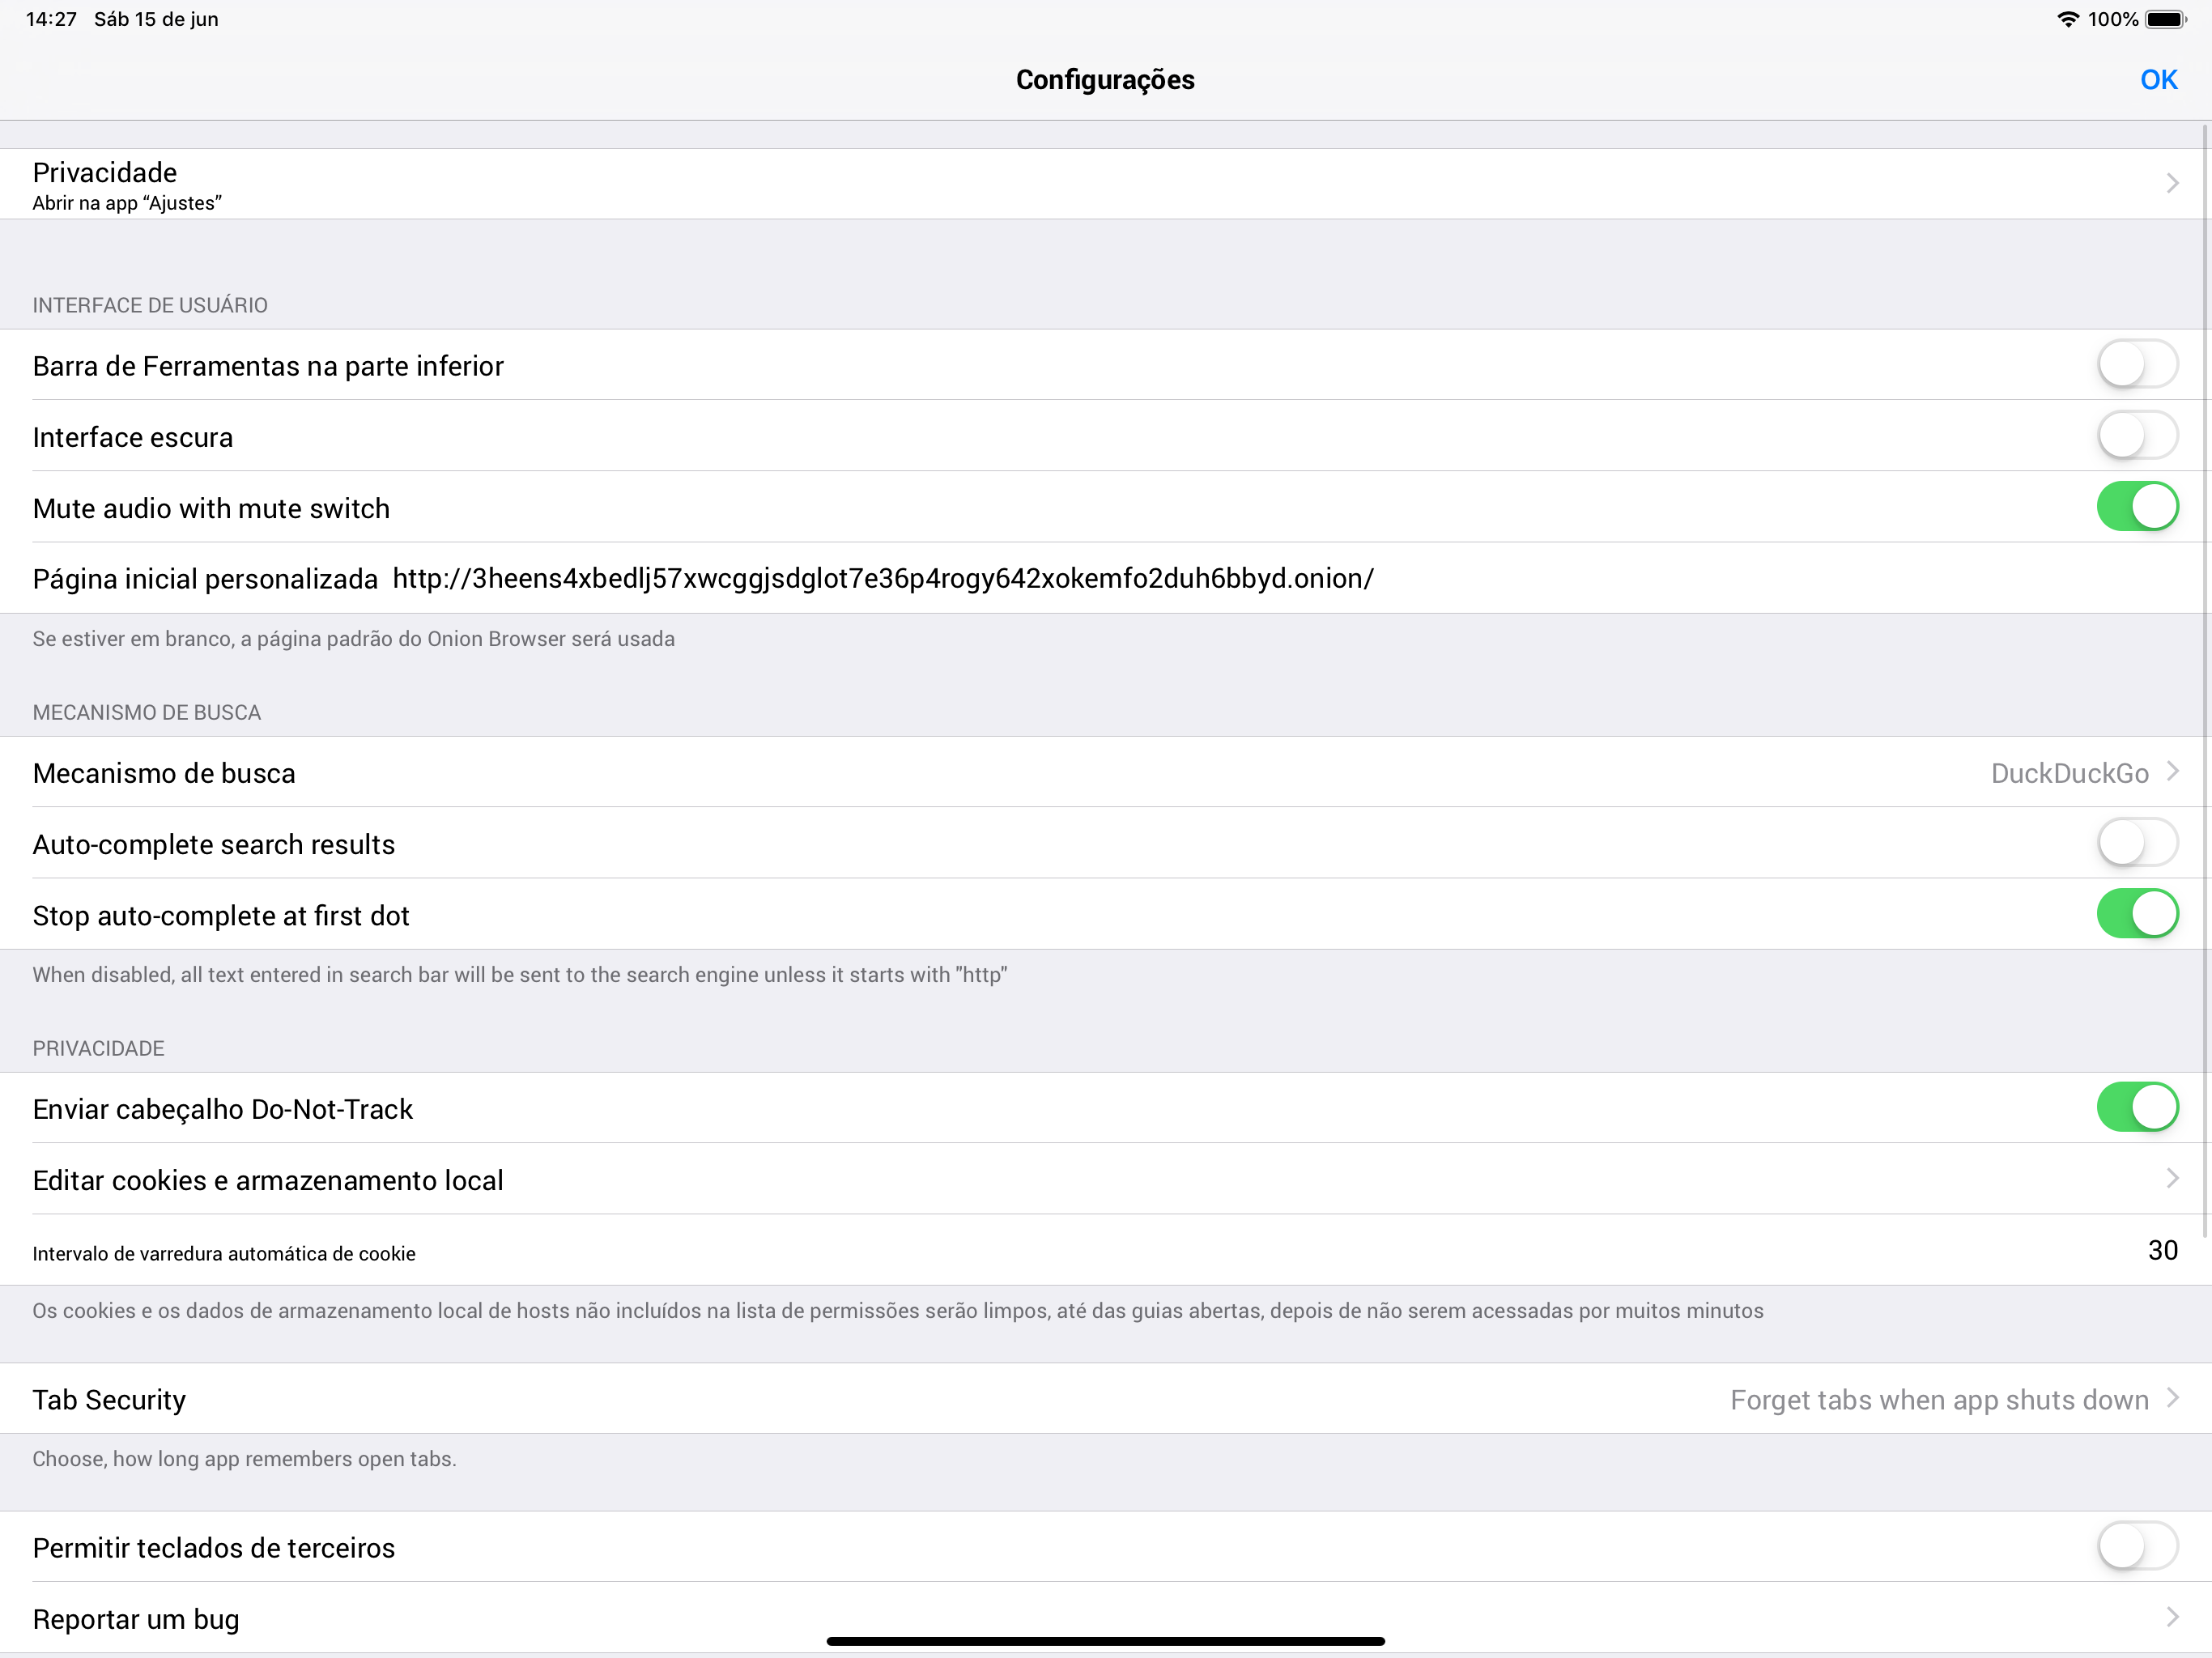 14:27 Sáb 15 de jun 100%
Configurações OK
Privacidade
Abrir na app “Ajustes”
INTERFACE DE USUÁRIO
Barra de Ferramentas na parte inferior
Interface escura
Mute audio with mute switch
Página inicial personalizada http://3heens4xbedlj57xwcggjsdglot7e36p4rogy642xokemfo2duh6bbyd.onion/
Se estiver em branco, a página padrão do Onion Browser será usada
MECANISMO DE BUSCA
Mecanismo de busca DuckDuckGo
Auto-complete search results
Stop auto-complete at first dot
When disabled, all text entered in search bar will be sent to the search engine unless it starts with "http"
PRIVACIDADE
Enviar cabeçalho Do-Not-Track
Editar cookies e armazenamento local
Intervalo de varredura automática de cookie 30
Os cookies e os dados de armazenamento local de hosts não incluídos na lista de permissões serão limpos, até das guias abertas, depois de não serem acessadas por muitos minutos
Tab Security Forget tabs when app shuts down
Choose, how long app remembers open tabs.
Permitir teclados de terceiros
Reportar um bug